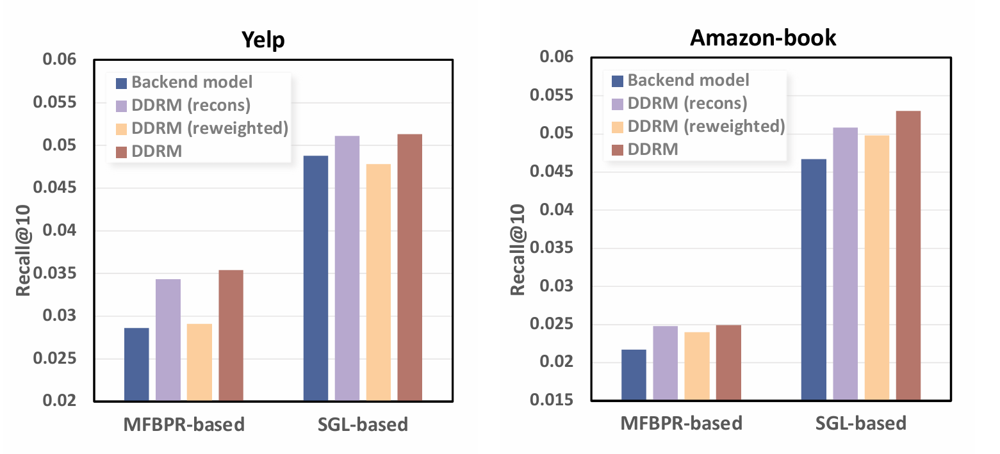 Yelp
0.06
0.055
0.05
0.045
0.04
0.035
0.03
0.025
0.02
Recall@10
Backend model
DDRM (recons)
DDRM (reweighted)
DDRM
MFBPR-based
SGL-based
Amazon-book
0.06
0.055
0.05
0.045
0.04
0.035
0.03
0.025
0.02
0.015
Recall@10
Backend model
DDRM (recons)
DDRM (reweighted)
DDRM
MFBPR-based
SGL-based